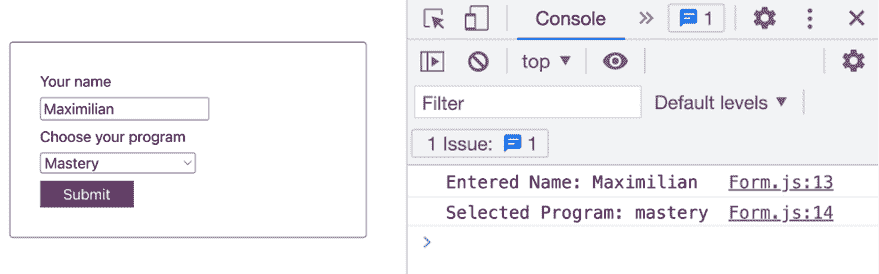 Your name
Maximilian
Choose your program
Mastery
Submit
Console 1
top
Filter Default levels
1 Issue: 1
Entered Name: Maximilian Form.js:13
Selected Program: mastery Form.js:14